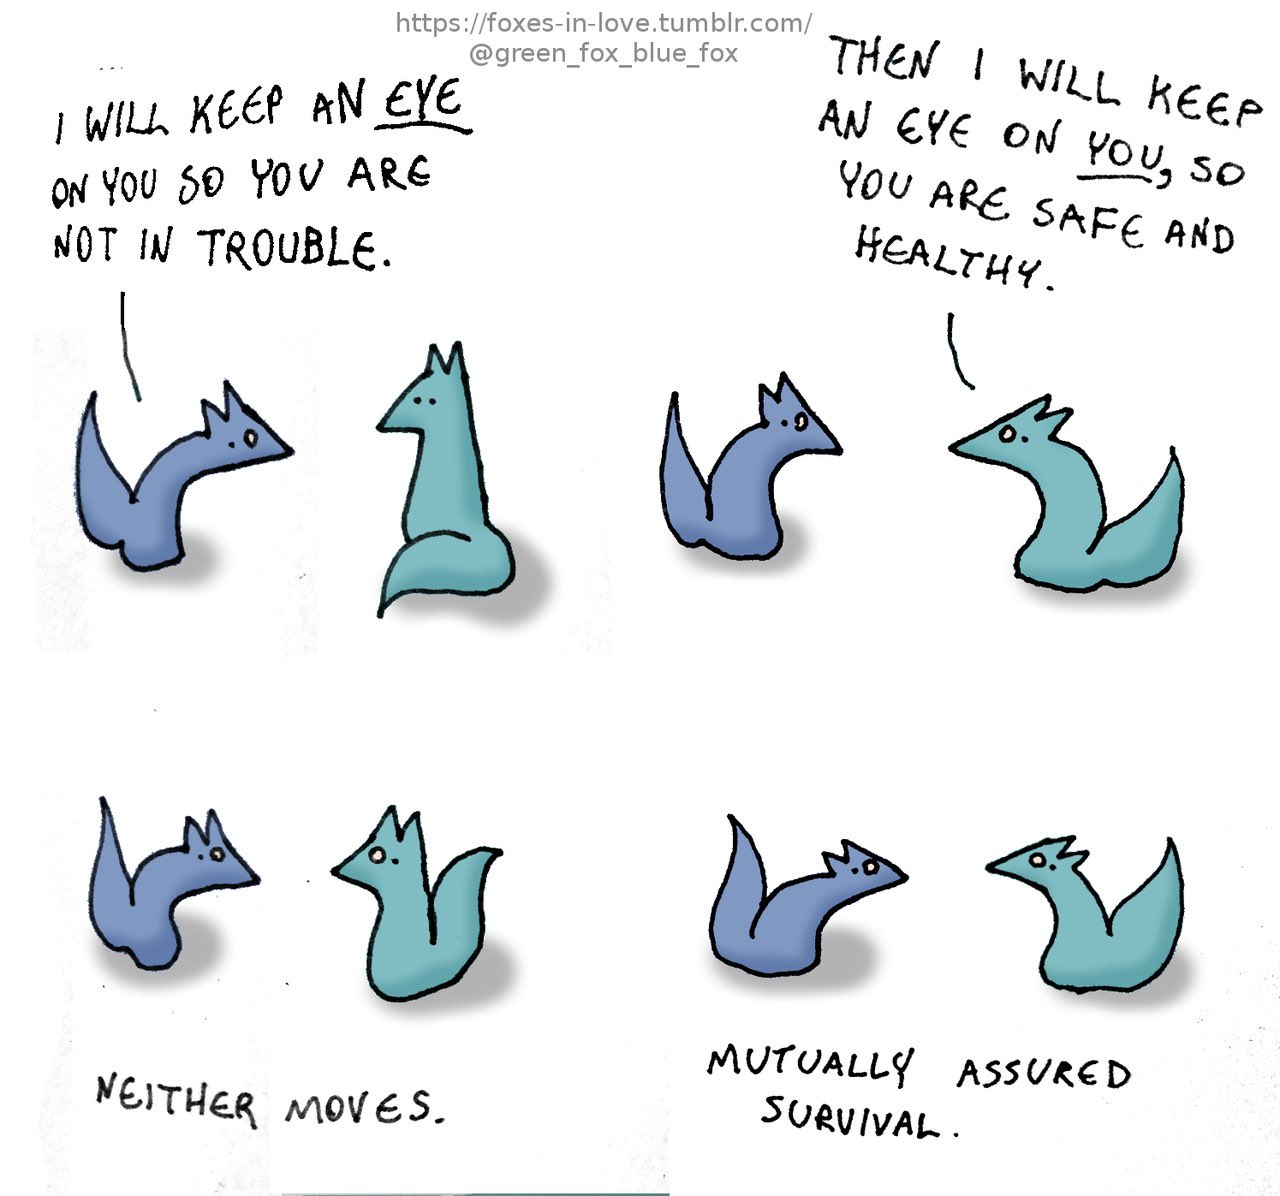 https://foxes-in-love.tumblr.com/
@green_fox_blue_fox
I WILL KEEP AN EYE
ON YOU SO YOU ARE
NOT IN TROUBLE.
THEN I WILL KEEP
AN EYE ON YOU, SO
YOU ARE SAFE AND
HEALTHY.
NEITHER MOVES.
MUTUALLY ASSURED
SURVIVAL.